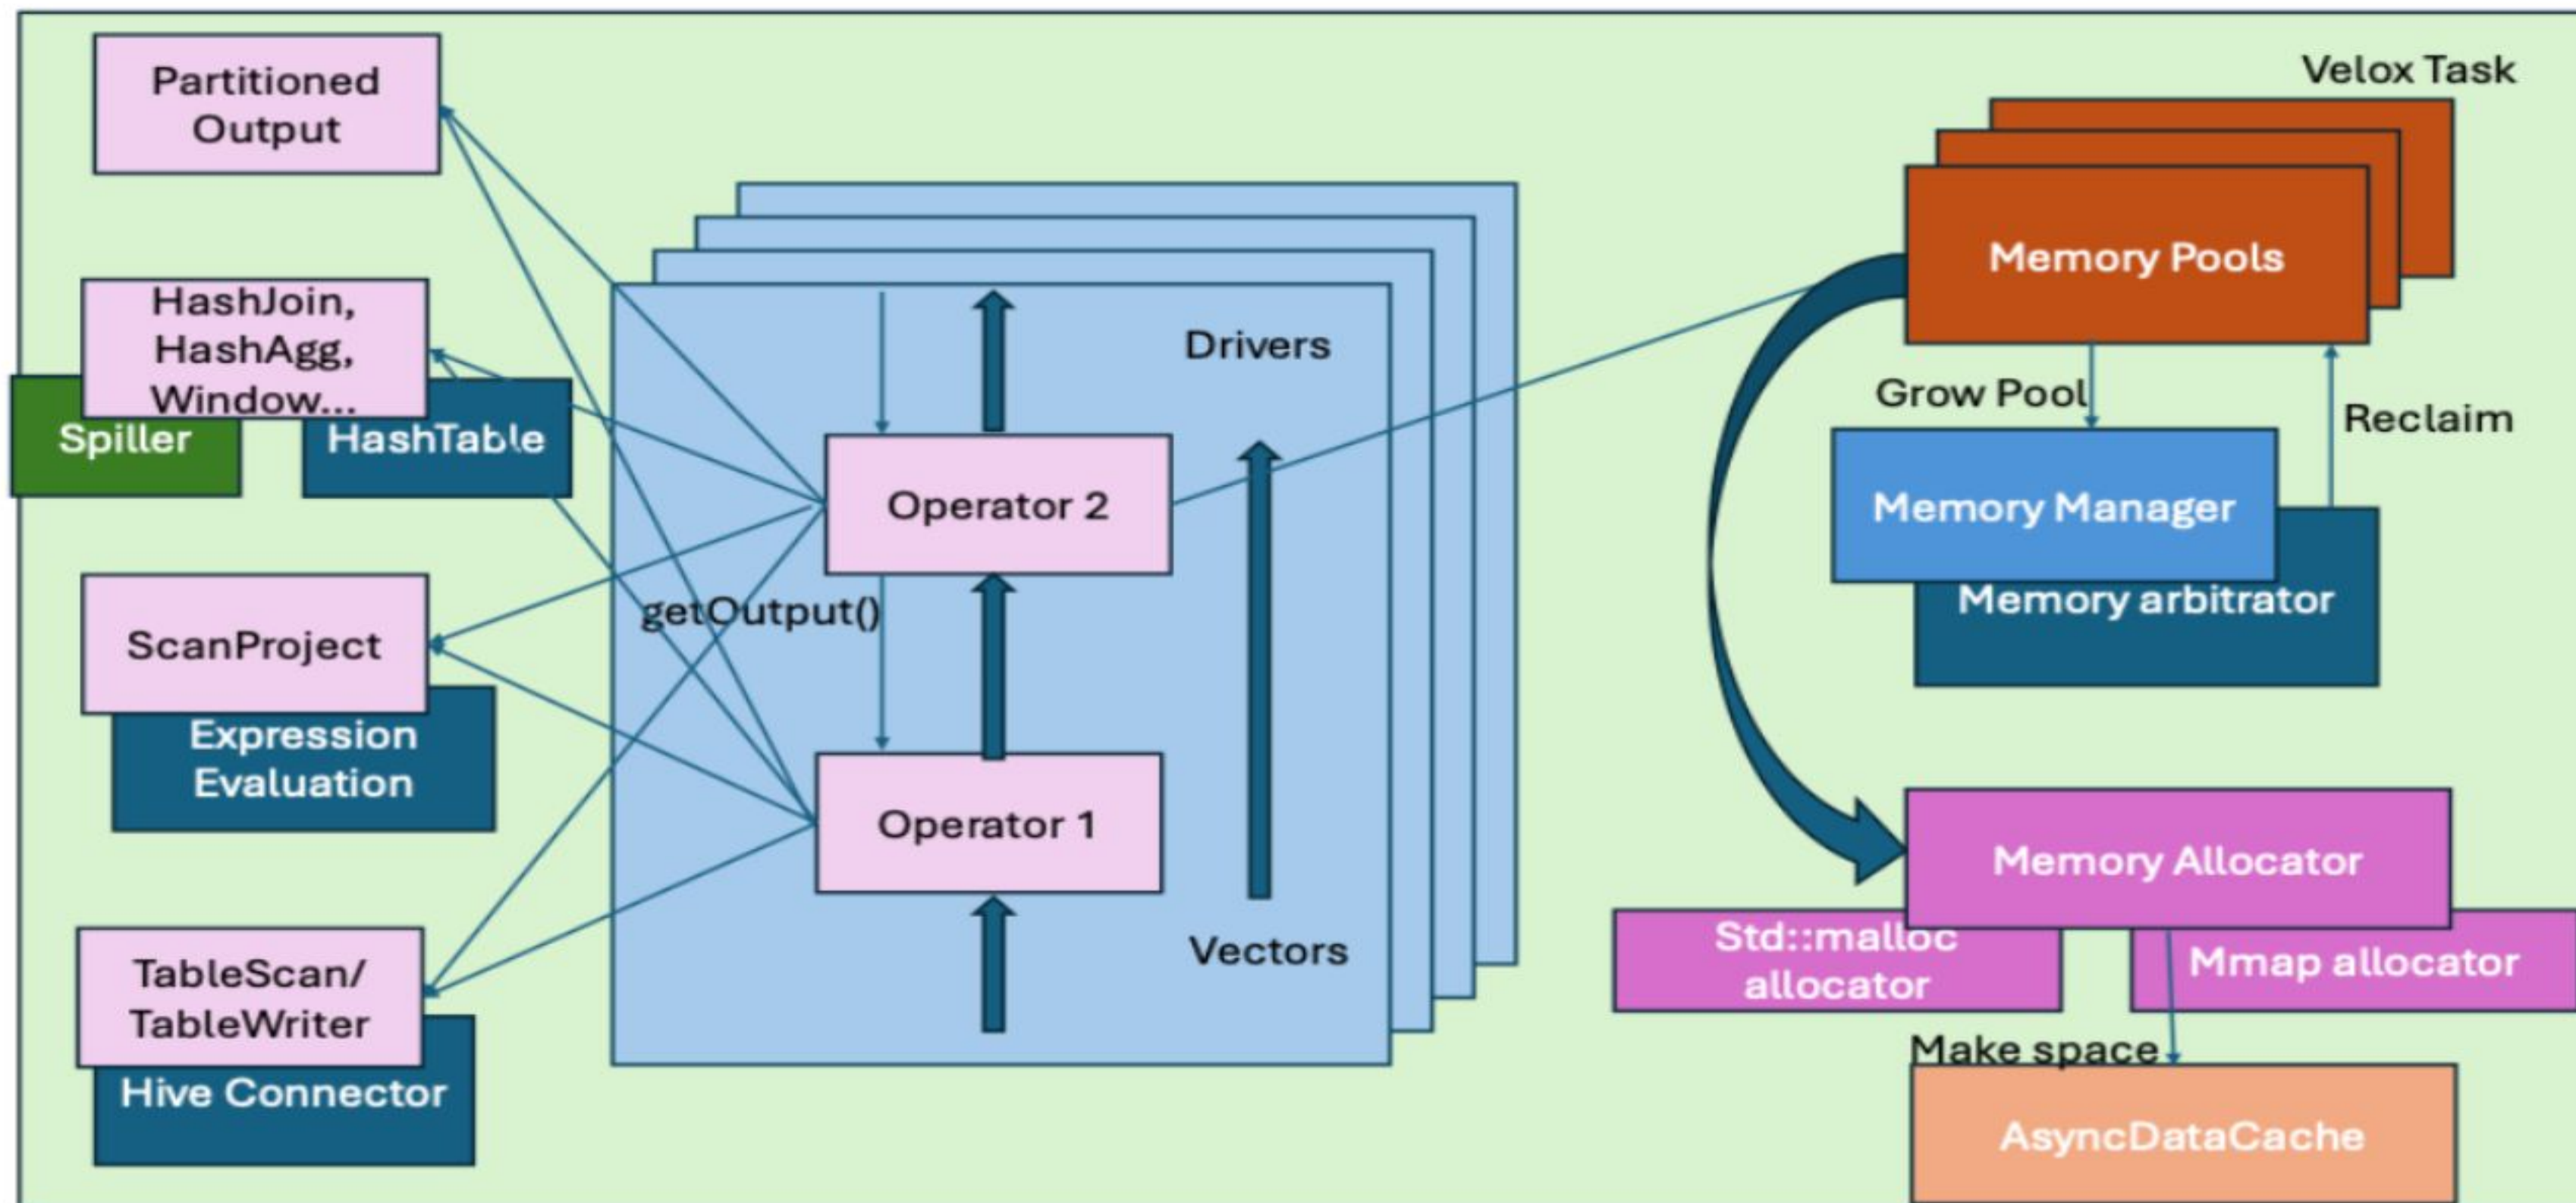 Partitioned
Output
HashJoin,
HashAgg,
Window...
Spiller
HashTable
ScanProject
Expression
Evaluation
TableScan/
TableWriter
Hive Connector
Drivers
Operator 2
getOutput()
Operator 1
Vectors
Velox Task
Memory Pools
Grow Pool
Reclaim
Memory Manager
Memory arbitrator
Memory Allocator
Std::malloc
allocator
Mmap allocator
Make space
AsyncDataCache